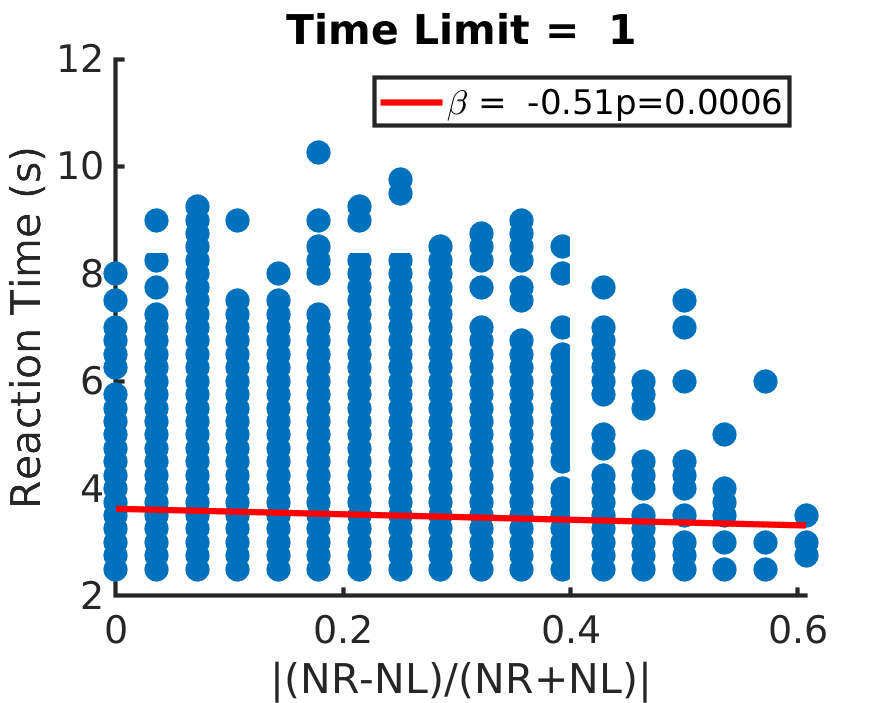 Time Limit =  1
β =  -0.51p=0.0006
Reaction Time (s)
12
10
8
6
4
2
0
0.2
0.4
0.6
|(NR-NL)/(NR+NL)|